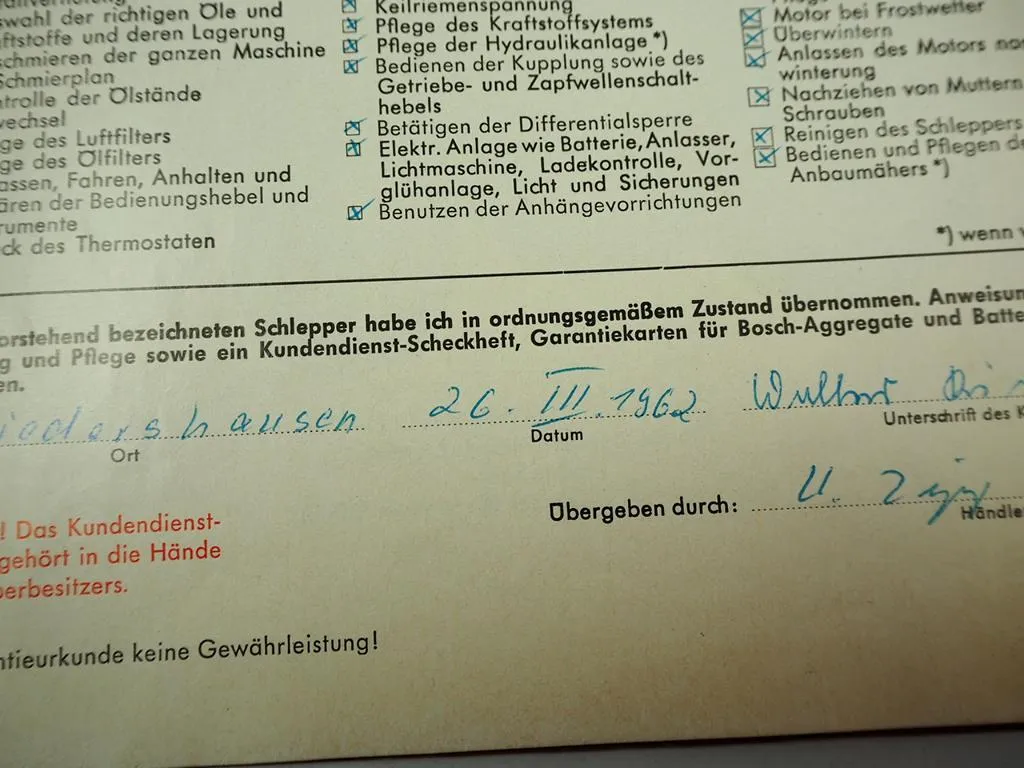 swahl der richtigen Öle und
ftstoffe und deren Lagerung
schmieren der ganzen Maschine
Schmierplan
ntrolle der Ölstände
wechsel
ge des Luftfilters
ge des Ölfilters
assen, Fahren, Anhalten und
ären der Bedienungshebel und
rumente
ck des Thermostaten
Keilriemenspannung
Pflege des Kraftstoffsystems
Pflege der Hydraulikanlage *)
Bedienen der Kupplung sowie des
Getriebe- und Zapfwellenschalt-
hebels
Betätigen der Differentialsperre
Elektr. Anlage wie Batterie, Anlasser,
Lichtmaschine, Ladekontrolle, Vor-
glühanlage, Licht und Sicherungen
Benutzen der Anhängevorrichtungen
Motor bei Frostwetter
Überwintern
Anlassen des Motors nac
winterung
Nachziehen von Muttern
Schrauben
Reinigen des Schleppers
Bedienen und Pflegen de
Anbaumähers *)
*) wenn v
orstehend bezeichneten Schlepper habe ich in ordnungsgemäßem Zustand übernommen. Anweisun
g und Pflege sowie ein Kundendienst-Scheckheft, Garantiekarten für Bosch-Aggregate und Batte
en.
iedershausen 26. III. 1962
Ort Datum Unterschrift des K
Übergeben durch:
Händle
! Das Kundendienst-
gehört in die Hände
perbesitzers.
ntieurkunde keine Gewährleistung!